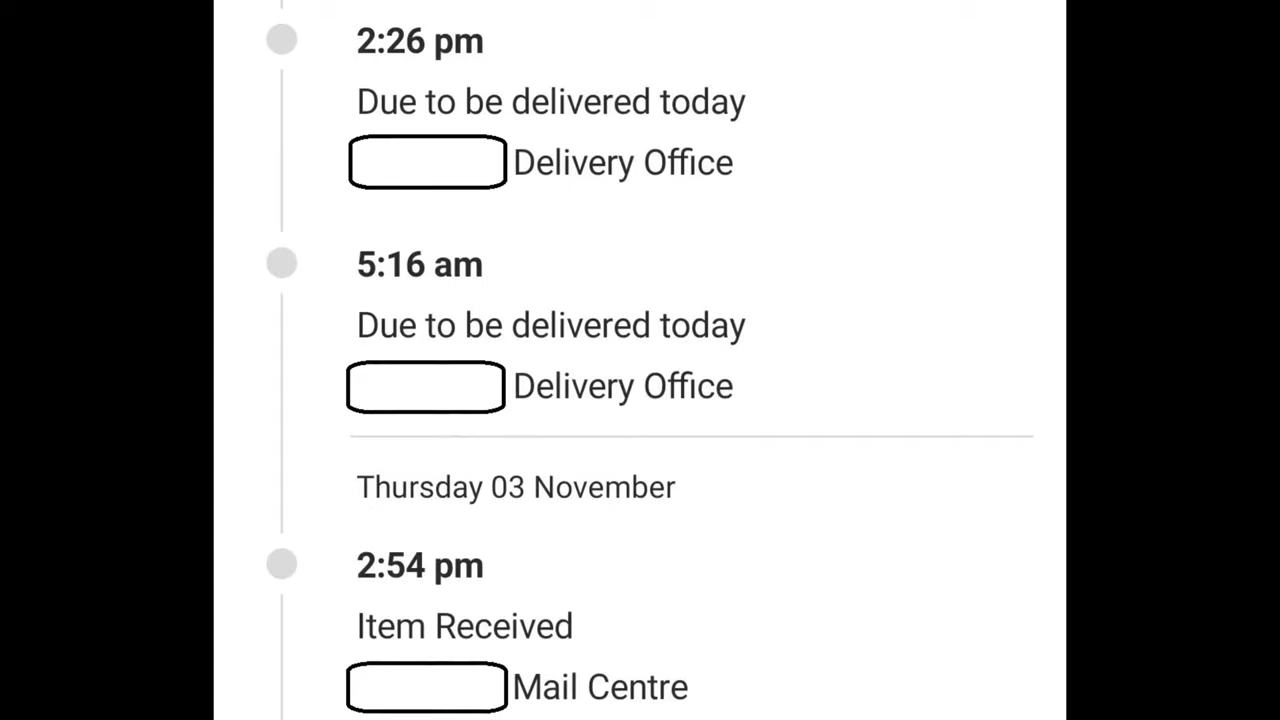 2:26 pm
Due to be delivered today
Delivery Office
5:16 am
Due to be delivered today
Delivery Office
Thursday 03 November
2:54 pm
Item Received
Mail Centre